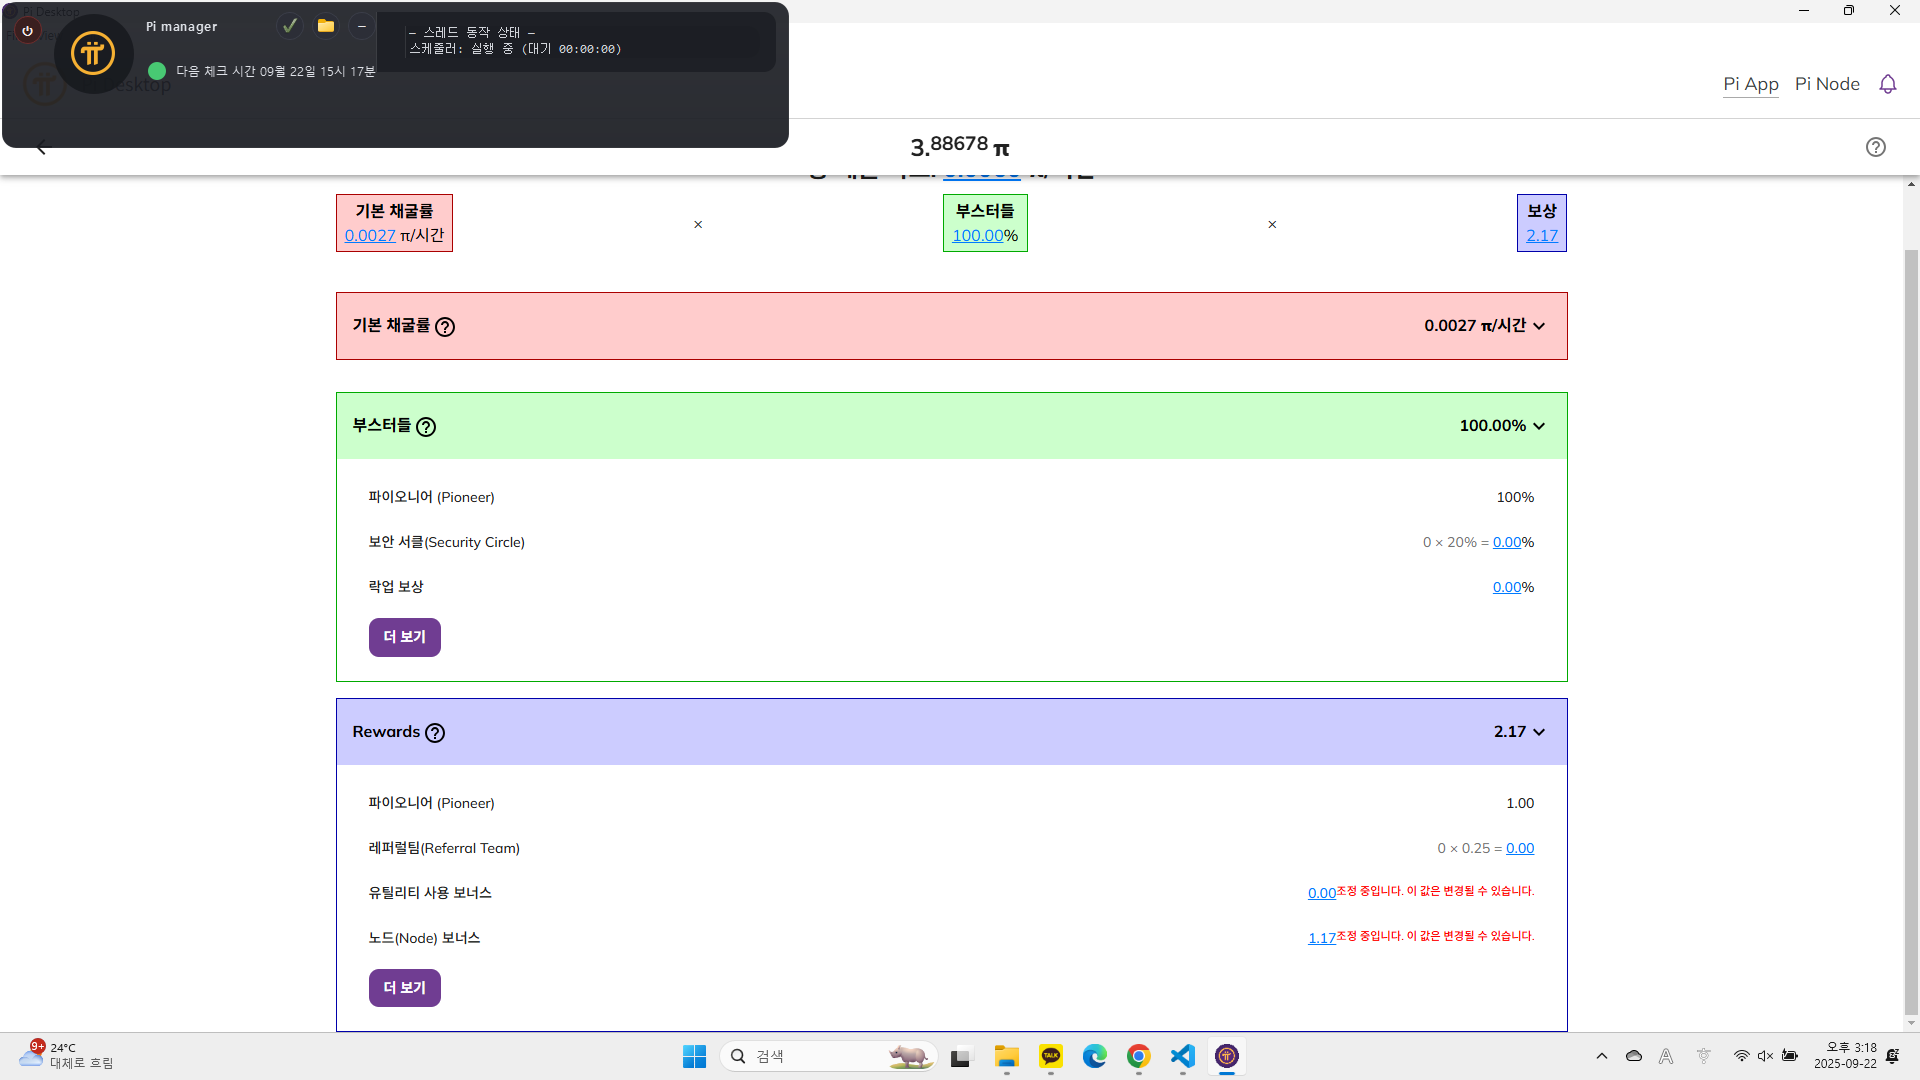 Pi Desktop
Pi manager
다음 체크 시간 09월 22일 15시 17분
— 스레드 동작 상태 —
스케줄러: 실행 중 (대기 00:00:00)
Desktop
Pi App
Pi Node
3.88678 π
기본 채굴률
0.0027 π/시간
×
부스터들
100.00%
×
보상
2.17
기본 채굴률 ?
0.0027 π/시간
부스터들 ?
100.00%
파이오니어 (Pioneer)
100%
보안 서클(Security Circle)
0 × 20% = 0.00%
락업 보상
0.00%
더 보기
Rewards ?
2.17
파이오니어 (Pioneer)
1.00
레퍼럴팀(Referral Team)
0 × 0.25 = 0.00
유틸리티 사용 보너스
0.00조정 중입니다. 이 값은 변경될 수 있습니다.
노드(Node) 보너스
1.17조정 중입니다. 이 값은 변경될 수 있습니다.
더 보기
9+
24°C
대체로 흐림
검색
TALK
오후 3:18
2025-09-22